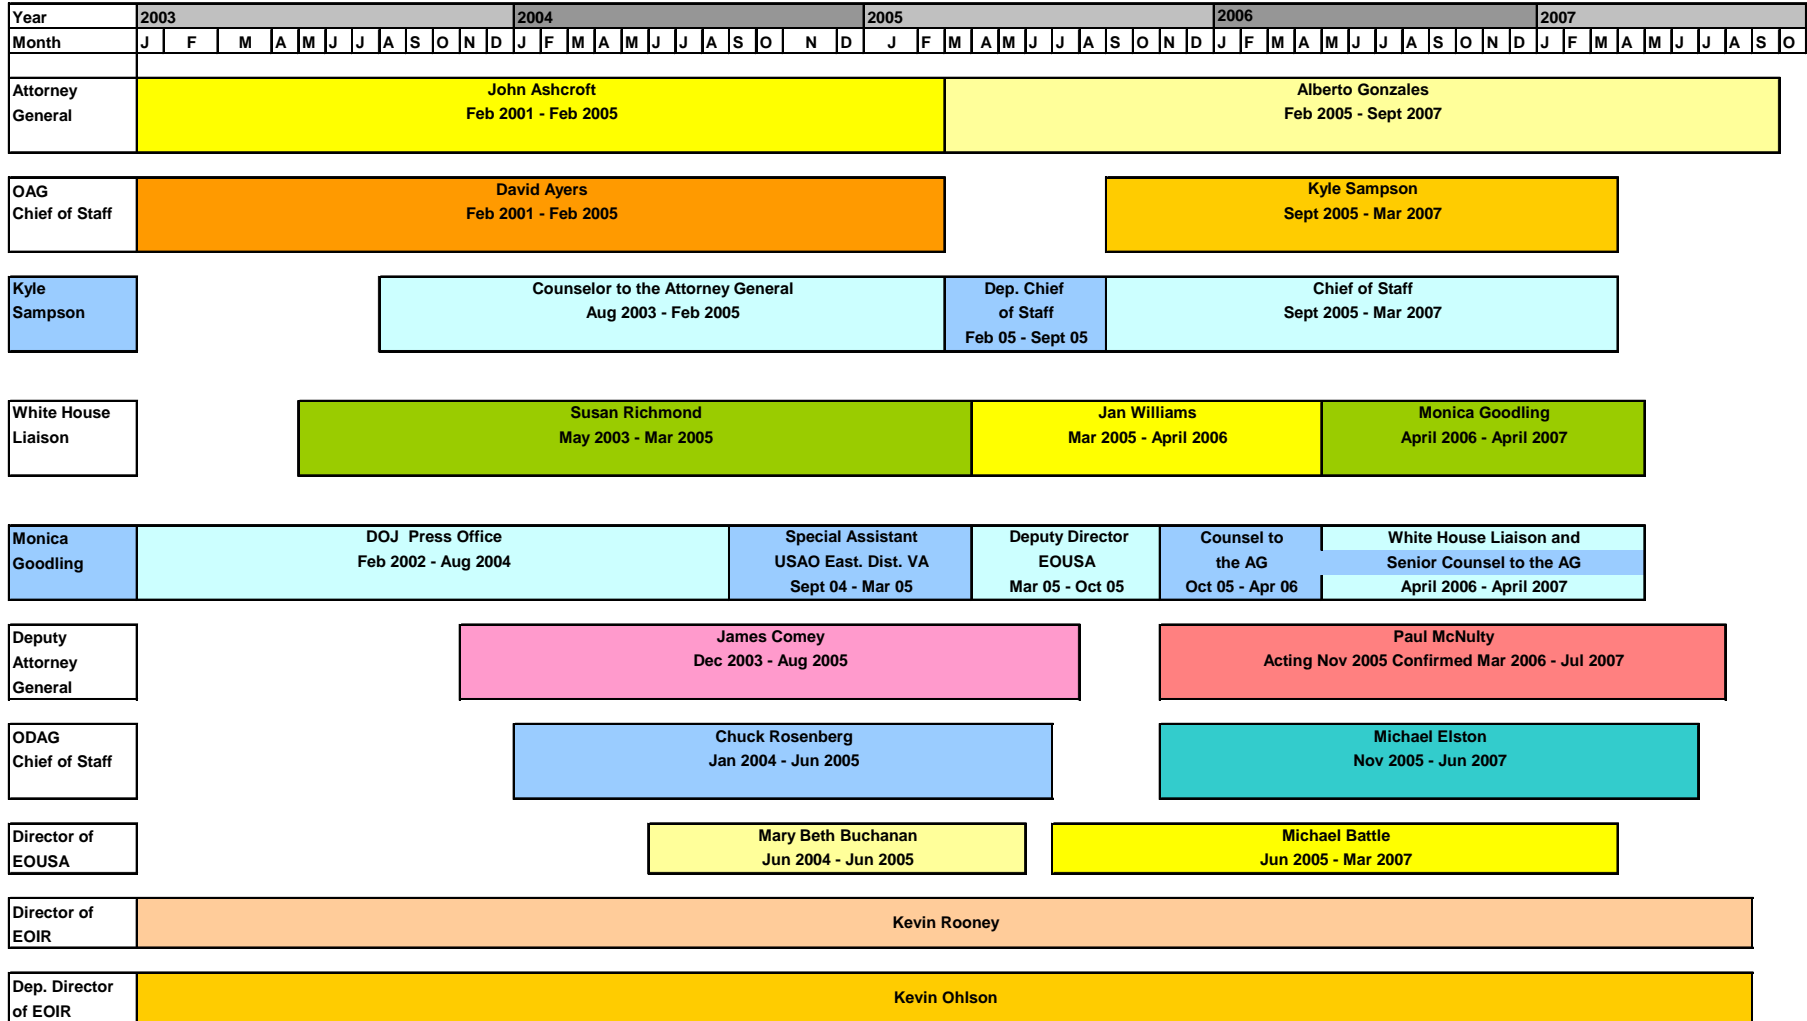 Year 2003 2004 2005 2006 2007
Month J F M A M J J A S O N D J F M A M J J A S O N D J F M A M J J A S O N D J F M A M J J A S O N D J F M A M J J A S O
Attorney
General
John Ashcroft
Feb 2001 - Feb 2005
Alberto Gonzales
Feb 2005 - Sept 2007
OAG
Chief of Staff
David Ayers
Feb 2001 - Feb 2005
Kyle Sampson
Sept 2005 - Mar 2007
Kyle
Sampson
Counselor to the Attorney General
Aug 2003 - Feb 2005
Dep. Chief
of Staff
Feb 05 - Sept 05
Chief of Staff
Sept 2005 - Mar 2007
White House
Liaison
Susan Richmond
May 2003 - Mar 2005
Jan Williams
Mar 2005 - April 2006
Monica Goodling
April 2006 - April 2007
Monica
Goodling
DOJ Press Office
Feb 2002 - Aug 2004
Special Assistant
USAO East. Dist. VA
Sept 04 - Mar 05
Deputy Director
EOUSA
Mar 05 - Oct 05
Counsel to
the AG
Oct 05 - Apr 06
White House Liaison and
Senior Counsel to the AG
April 2006 - April 2007
Deputy
Attorney
General
James Comey
Dec 2003 - Aug 2005
Paul McNulty
Acting Nov 2005 Confirmed Mar 2006 - Jul 2007
ODAG
Chief of Staff
Chuck Rosenberg
Jan 2004 - Jun 2005
Michael Elston
Nov 2005 - Jun 2007
Director of
EOUSA
Mary Beth Buchanan
Jun 2004 - Jun 2005
Michael Battle
Jun 2005 - Mar 2007
Director of
EOIR
Kevin Rooney
Dep. Director
of EOIR
Kevin Ohlson